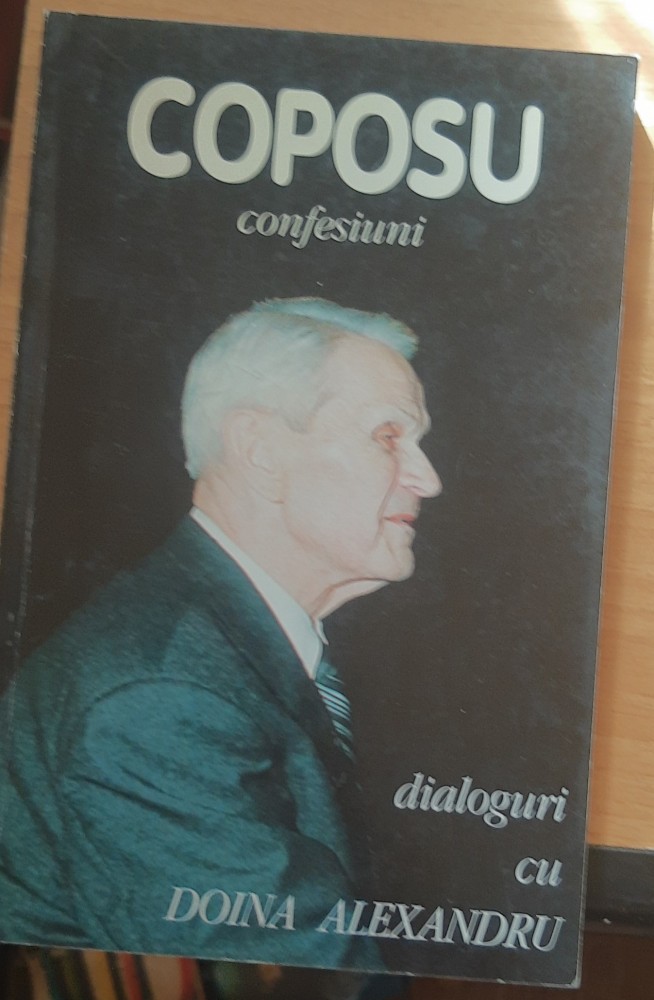 COPOSU
confesiuni
dialoguri
cu
DOINA ALEXANDRU